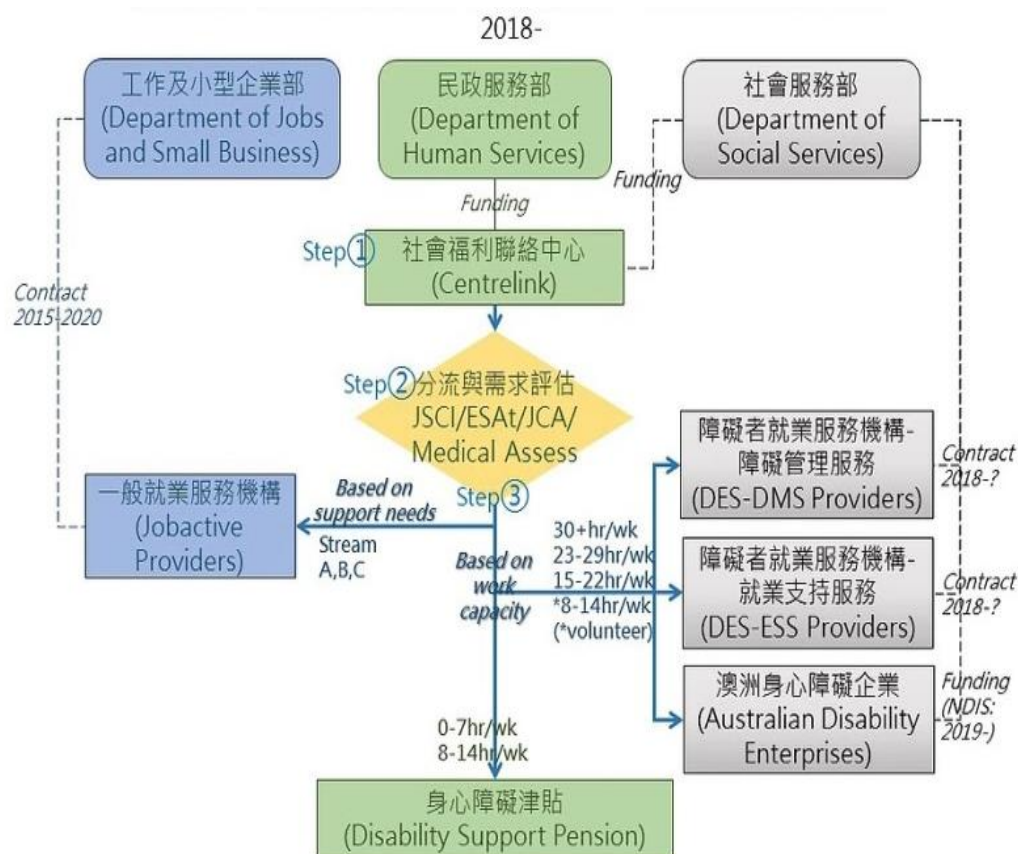 2018-
工作及小型企業部
(Department of Jobs
and Small Business)
民政服務部
(Department of
Human Services)
社會服務部
(Department of
Social Services)
Funding
Funding
Step①
社會福利聯絡中心
(Centrelink)
Contract
2015-2020
Step②
分流與需求評估
JSCI/ESAt/JCA/
Medical Assess
Step③
一般就業服務機構
(Jobactive
Providers)
Based on
support needs
Stream
A,B,C
Based on
work
capacity
30+hr/wk
23-29hr/wk
15-22hr/wk
*8-14hr/wk
(*volunteer)
障礙者就業服務機構-
障礙管理服務
(DES-DMS Providers)
Contract
2018-?
障礙者就業服務機構-
就業支持服務
(DES-ESS Providers)
Contract
2018-?
澳洲身心障礙企業
(Australian Disability
Enterprises)
Funding
(NDIS:
2019-)
0-7hr/wk
8-14hr/wk
身心障礙津貼
(Disability Support Pension)